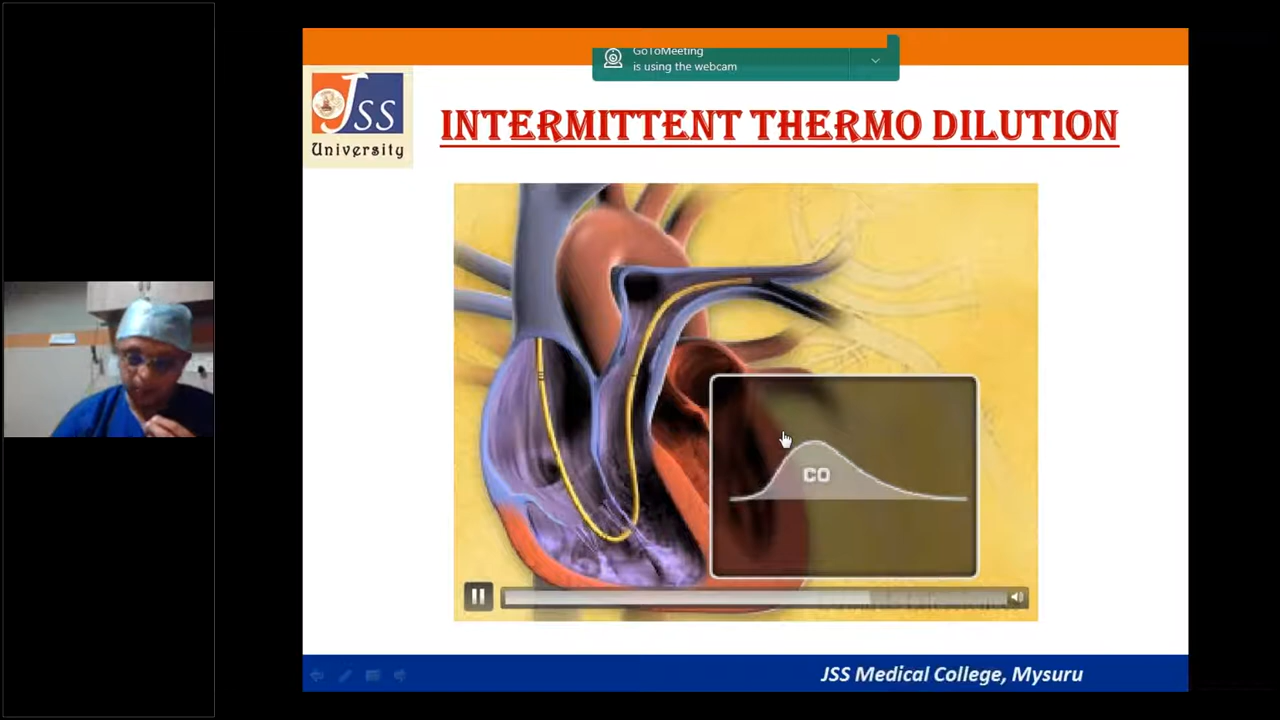 GoToMeeting
is using the webcam
JSS
University
INTERMITTENT THERMO DILUTION
CO
JSS Medical College, Mysuru